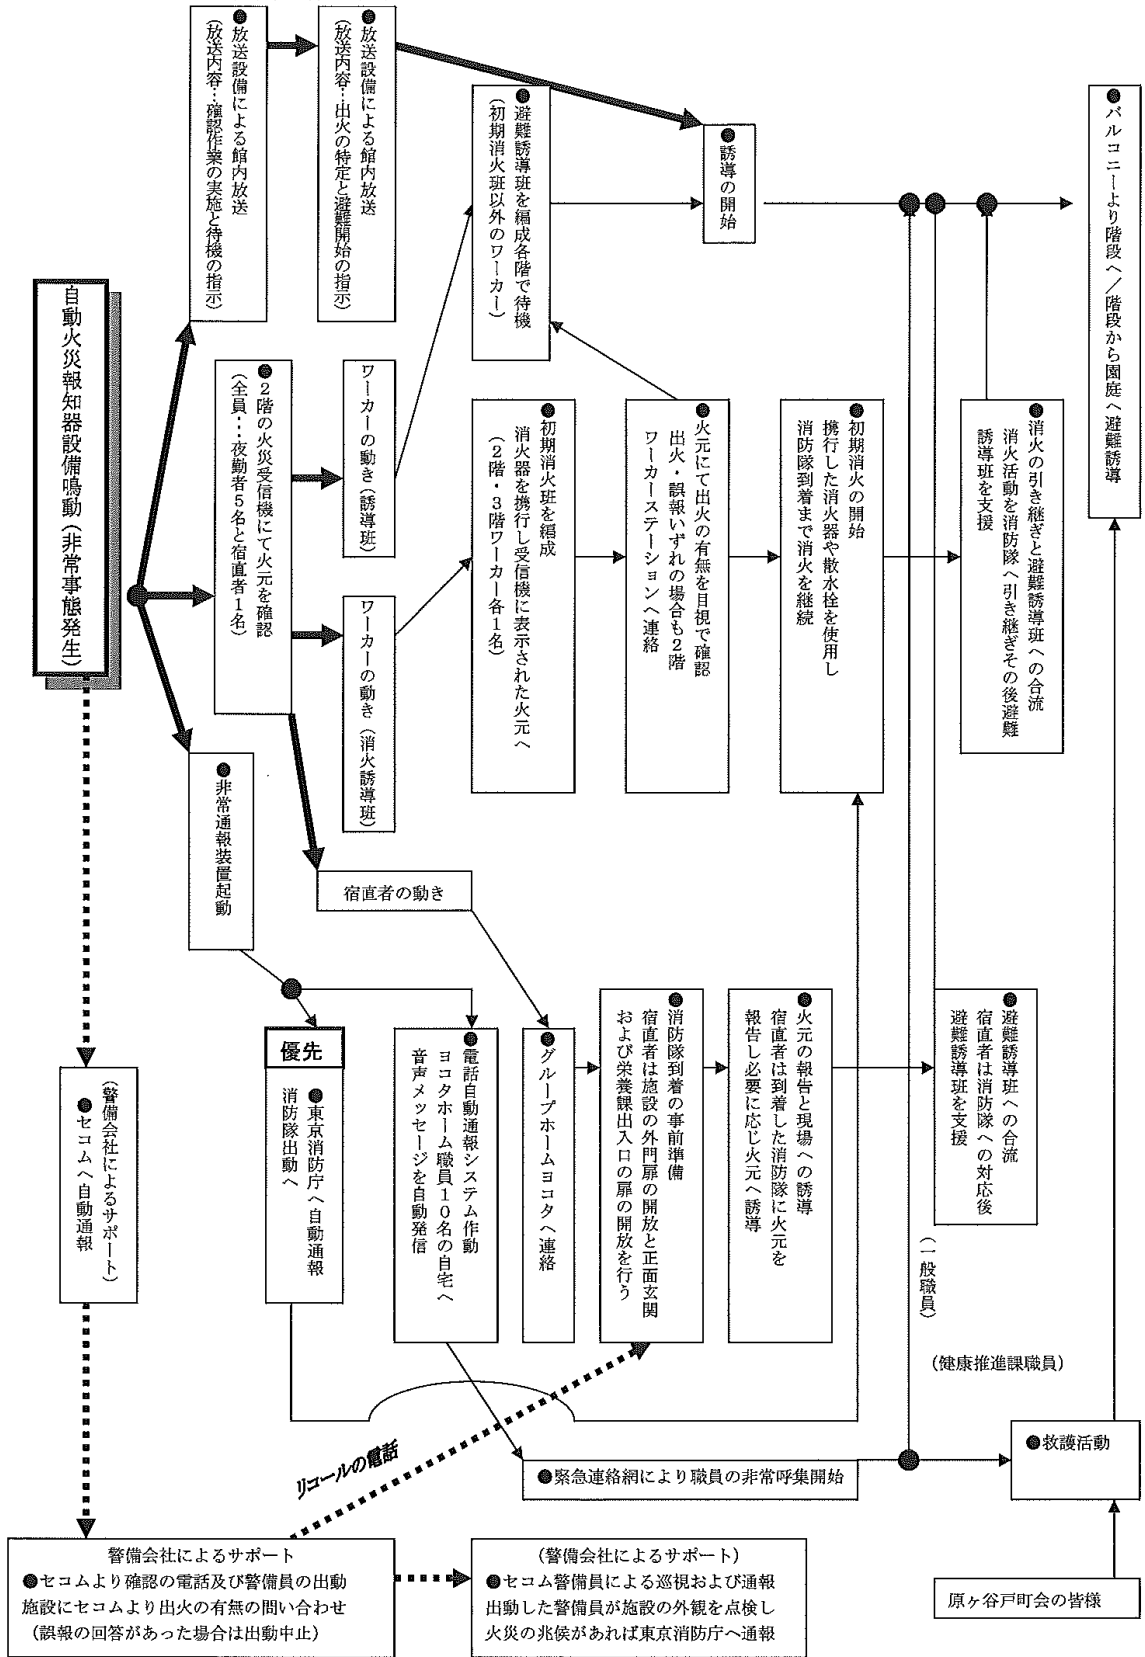 自動火災報知器設備鳴動（非常事態発生）
●放送設備による館内放送
（放送内容…確認作業の実施と待機の指示）
●放送設備による館内放送
（放送内容…出火の特定と避難開始の指示）
●２階の火災受信機にて火元を確認
（全員…夜勤者５名と宿直者１名）
ワーカーの動き（誘導班）
ワーカーの動き（消火誘導班）
●避難誘導班を編成各階で待機
（初期消火班以外のワーカー）
●初期消火班を編成
消火器を携行し受信機に表示された火元へ
（２階・３階ワーカー各１名）
●火元にて出火の有無を目視で確認
出火・誤報いずれの場合も２階
ワーカーステーションへ連絡
●誘導の開始
●初期消火の開始
携行した消火器や散水栓を使用し
消防隊到着まで消火を継続
●消火の引き継ぎと避難誘導班への合流
消火活動を消防隊へ引き継ぎその後避難
誘導班を支援
●バルコニーより階段へ／階段から園庭へ避難誘導
●非常通報装置起動
宿直者の動き
優先
●東京消防庁へ自動通報
消防隊出動へ
●電話自動通報システム作動
ヨコタホーム職員１０名の自宅へ
音声メッセージを自動発信
●グループホームヨコタへ連絡
●消防隊到着の事前準備
宿直者は施設の外門扉の開放と正面玄関
および栄養課出入口の扉の開放を行う
●火元の報告と現場への誘導
宿直者は到着した消防隊に火元を
報告し必要に応じ火元へ誘導
●避難誘導班への合流
宿直者は消防隊への対応後
避難誘導班を支援
（一般職員）
（健康推進課職員）
（警備会社によるサポート）
●セコムへ自動通報
リコールの電話
●緊急連絡網により職員の非常呼集開始
●救護活動
警備会社によるサポート
●セコムより確認の電話及び警備員の出動
施設にセコムより出火の有無の問い合わせ
（誤報の回答があった場合は出動中止）
（警備会社によるサポート）
●セコム警備員による巡視および通報
出動した警備員が施設の外観を点検し
火災の兆侯があれば東京消防庁へ通報
原ヶ谷戸町会の皆様